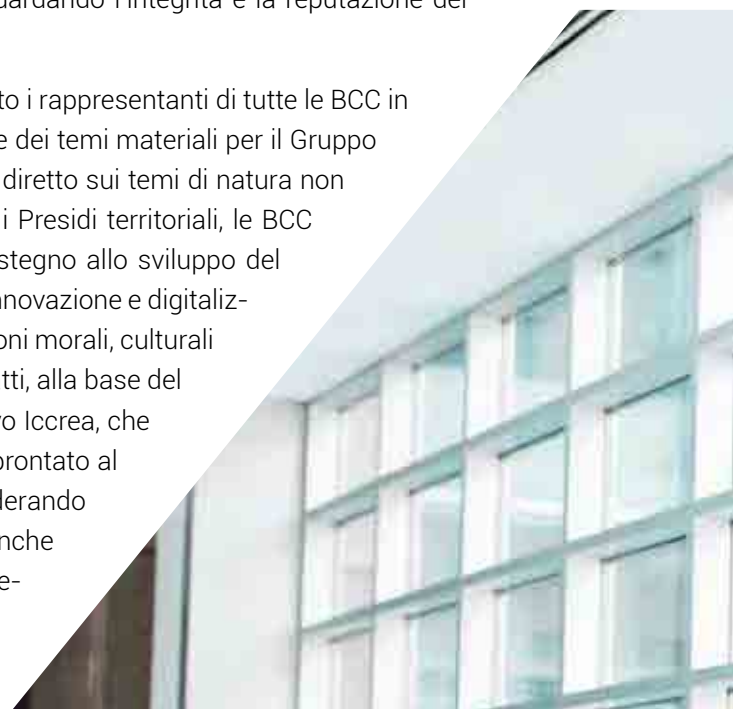 l'integrità e la reputazione del
to i rappresentanti di tutte le BCC in
e dei temi materiali per il Gruppo
diretto sui temi di natura non
i Presidi territoriali, le BCC
stegno allo sviluppo del
nnovazione e digitaliz-
oni morali, culturali
tti, alla base del
o Iccrea, che
prontato al
derando
nche
e-